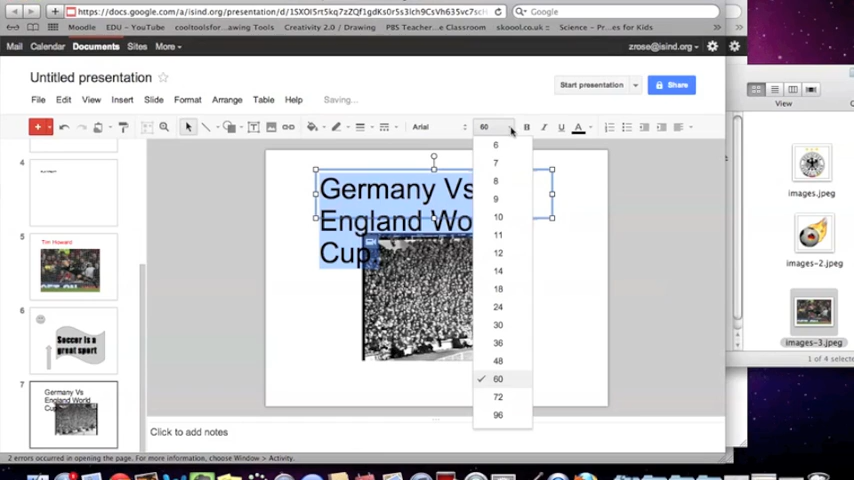 https://docs.google.com/a/isind.org/presentation/d/1SXOI5rt5kq7zZQf1gdKs0r5s3lch9CsVh635vc7sch
Google
Moodle EDU - YouTube cooltoolsfor...awing Tools Creativity 2.0 / Drawing PBS Teacher...e Classroom skoool.co.uk :: Science - Pr...es for Kids
Mail Calendar Documents Sites More
zrose@isind.org
Untitled presentation
Start presentation
Share
File Edit View Insert Slide Format Arrange Table Help Saving...
Arial
60
View
6
7
8
9
10
11
12
14
18
24
30
36
48
60
72
96
Germany Vs
England Wo
Cup
4
5
Tim Howard
6
Soccer is a
great sport
7
Germany Vs
England World
Cup
Click to add notes
2 errors occurred in opening the page. For more information, choose Window > Activity.
images.jpeg
images-2.jpeg
images-3.jpeg
1 of 4 selecte